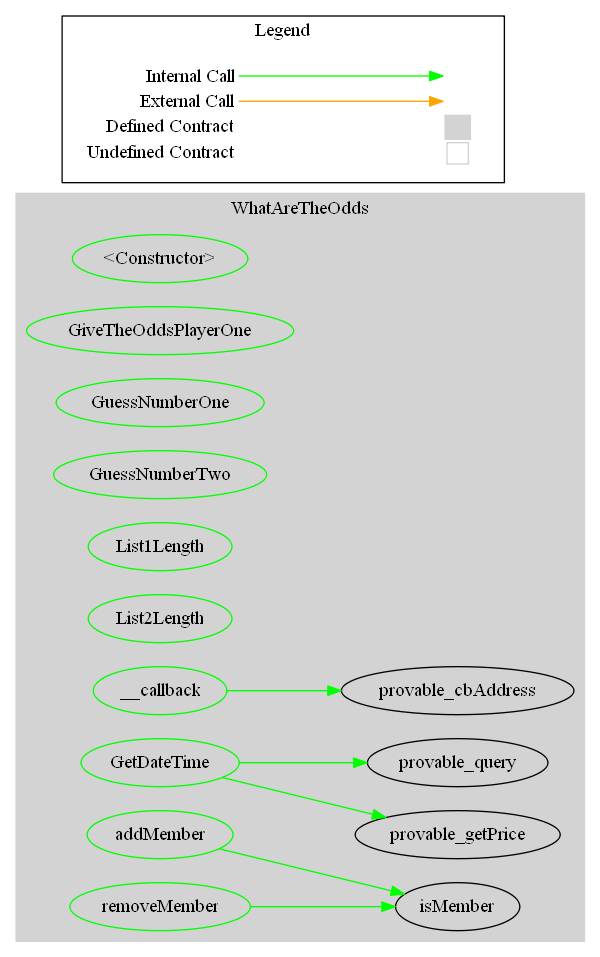 Legend
Internal Call
External Call
Defined Contract
Undefined Contract
WhatAreTheOdds
<Constructor>
GiveTheOddsPlayerOne
GuessNumberOne
GuessNumberTwo
List1Length
List2Length
__callback
provable_cbAddress
GetDateTime
provable_query
addMember
provable_getPrice
removeMember
isMember